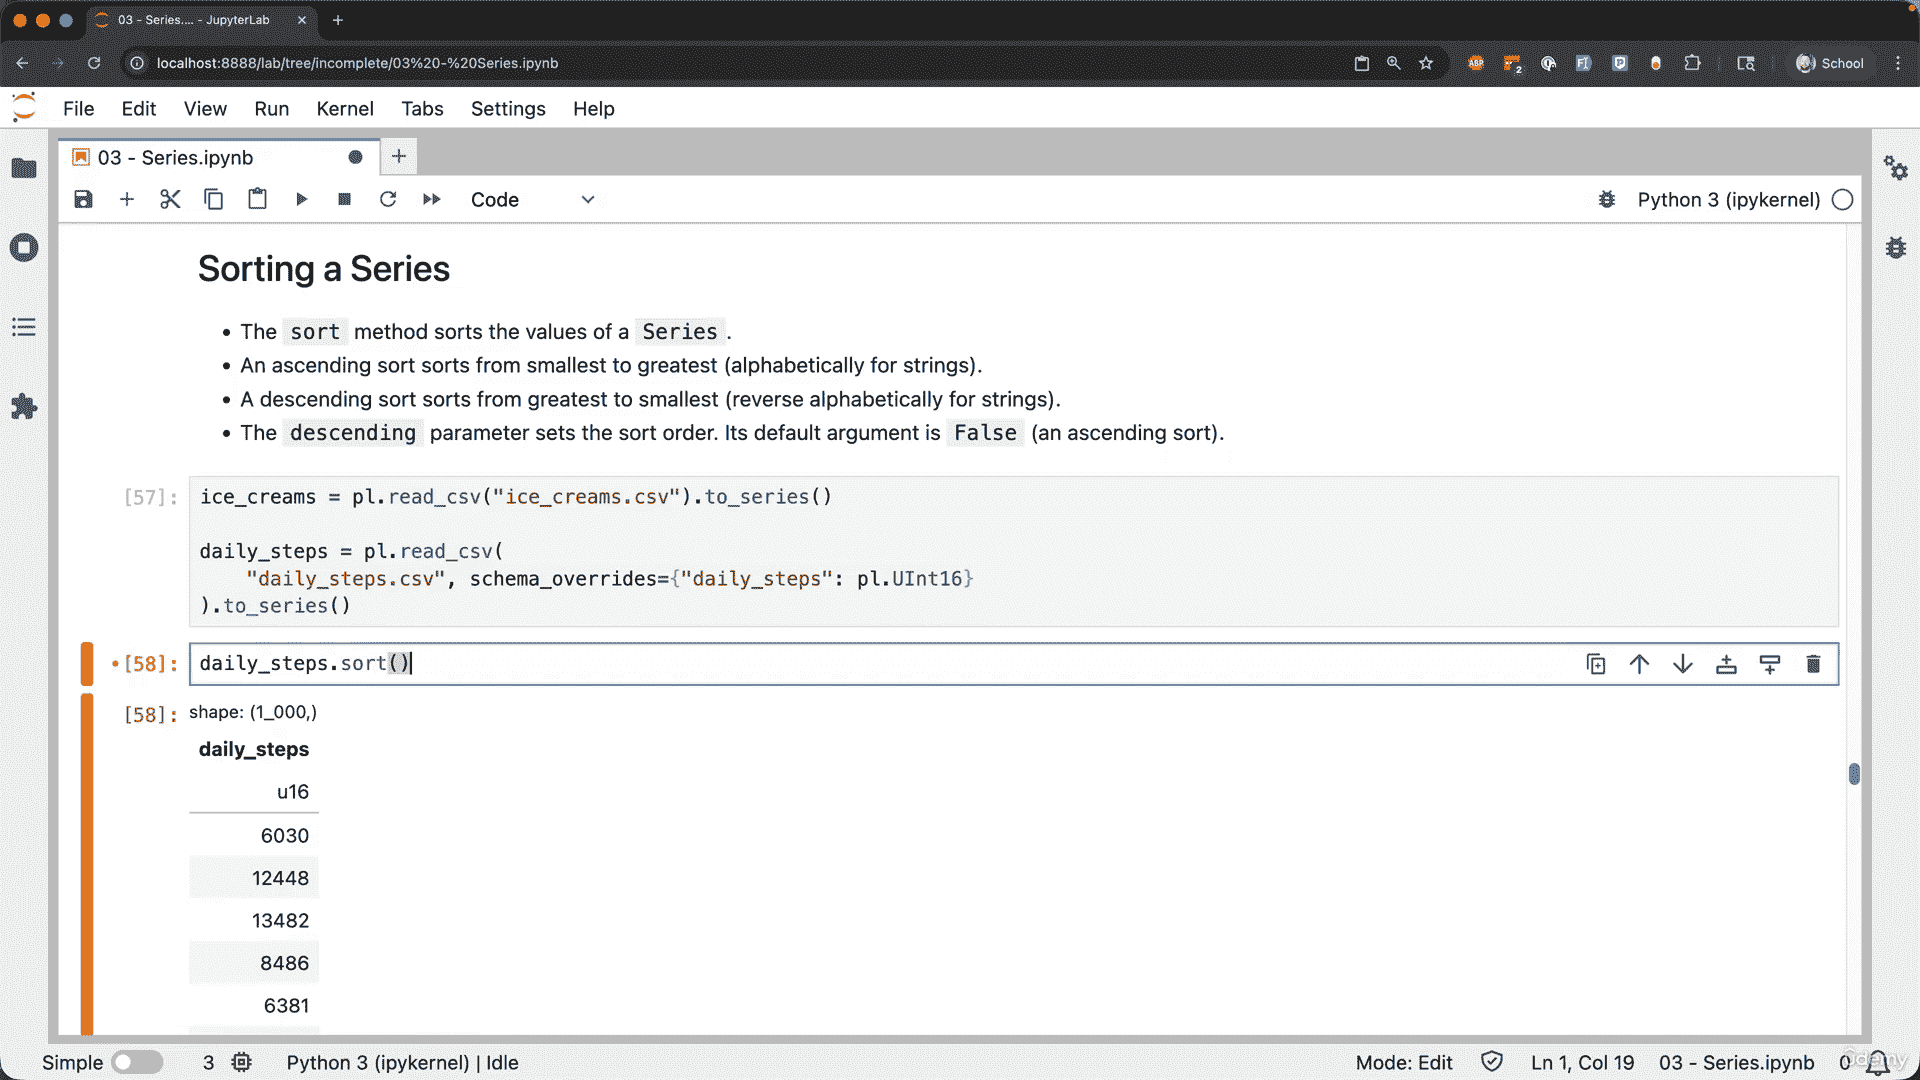 03 - Series.... - JupyterLab
localhost:8888/lab/tree/incomplete/03%20-%20Series.ipynb
ABP
2
School
File Edit View Run Kernel Tabs Settings Help
03 - Series.ipynb
Code
Python 3 (ipykernel)
Sorting a Series
• The sort method sorts the values of a Series .
• An ascending sort sorts from smallest to greatest (alphabetically for strings).
• A descending sort sorts from greatest to smallest (reverse alphabetically for strings).
• The descending parameter sets the sort order. Its default argument is False (an ascending sort).
[57]: ice_creams = pl.read_csv("ice_creams.csv").to_series()
daily_steps = pl.read_csv(
"daily_steps.csv", schema_overrides={"daily_steps": pl.UInt16}
).to_series()
•[58]: daily_steps.sort()
[58]: shape: (1_000,)
daily_steps
u16
6030
12448
13482
8486
6381
Simple 3 Python 3 (ipykernel) | Idle Mode: Edit Ln 1, Col 19 03 - Series.ipynb 0
Udemy